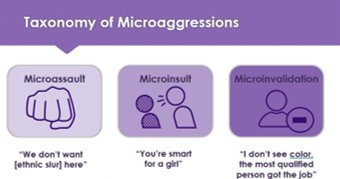 Taxonomy of Microaggressions
Microassault
Microinsult
Microinvalidation
“We don’t want
[ethnic slur] here”
“You’re smart
for a girl”
“I don’t see color,
the most qualified
person got the job”